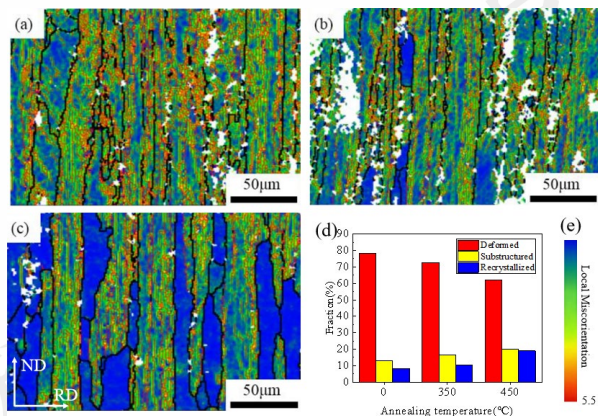 (a)
50μm
(b)
50μm
(c)
ND
RD
50μm
(d)
Fraction(%)
90
80
70
60
50
40
30
20
10
0
Deformed
Substructured
Recrystallized
0
350
450
Annealing temperature(℃)
(e)
Local Miscorientation
5.5